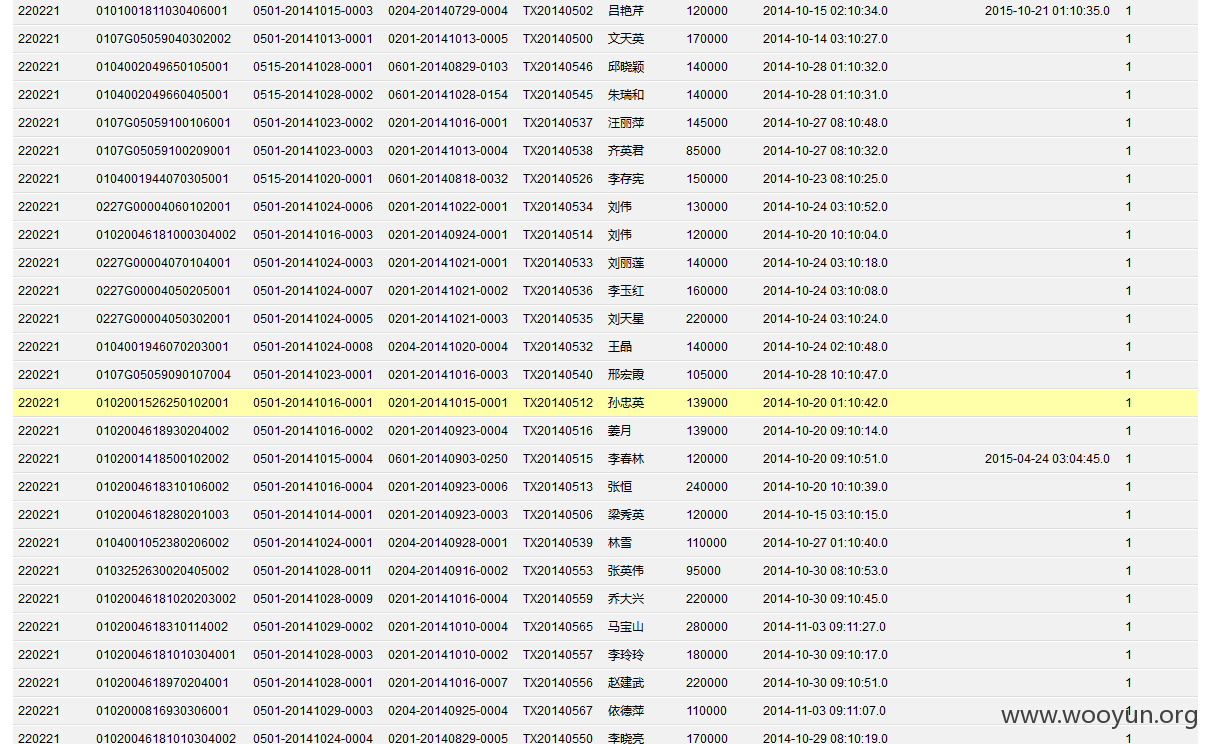 0101001811030406001 0501-20141015-0003 0204-20140729-0004 TX20140502 吕艳芹 120000 2014-10-15 02:10:34.0 2015-10-21 01:10:35.0 1
220221 0107G05059040302002 0501-20141013-0001 0201-20141013-0005 TX20140500 文天英 170000 2014-10-14 03:10:27.0 1
220221 0104002049650105001 0515-20141028-0001 0601-20140829-0103 TX20140546 邱晓颖 140000 2014-10-28 01:10:32.0 1
220221 0104002049660405001 0515-20141028-0002 0601-20141028-0154 TX20140545 朱瑞和 140000 2014-10-28 01:10:31.0 1
220221 0107G05059100106001 0501-20141023-0002 0201-20141016-0001 TX20140537 汪丽萍 145000 2014-10-27 08:10:48.0 1
220221 0107G05059100209001 0501-20141023-0003 0201-20141013-0004 TX20140538 齐英君 85000 2014-10-27 08:10:32.0 1
220221 0104001944070305001 0515-20141020-0001 0601-20140818-0032 TX20140526 李存宪 150000 2014-10-23 08:10:25.0 1
220221 0227G00004060102001 0501-20141024-0006 0201-20141022-0001 TX20140534 刘伟 130000 2014-10-24 03:10:52.0 1
220221 01020046181000304002 0501-20141016-0003 0201-20140924-0001 TX20140514 刘伟 120000 2014-10-20 10:10:04.0 1
220221 0227G00004070104001 0501-20141024-0003 0201-20141021-0001 TX20140533 刘丽莲 140000 2014-10-24 03:10:18.0 1
220221 0227G00004050205001 0501-20141024-0007 0201-20141021-0002 TX20140536 李玉红 160000 2014-10-24 03:10:08.0 1
220221 0227G00004050302001 0501-20141024-0005 0201-20141021-0003 TX20140535 刘天星 220000 2014-10-24 03:10:24.0 1
220221 0104001946070203001 0501-20141024-0008 0204-20141020-0004 TX20140532 王晶 140000 2014-10-24 02:10:48.0 1
220221 0107G05059090107004 0501-20141023-0001 0201-20141016-0003 TX20140540 邢宏霞 105000 2014-10-28 10:10:47.0 1
220221 0102001526250102001 0501-20141016-0001 0201-20141015-0001 TX20140512 孙忠英 139000 2014-10-20 01:10:42.0 1
220221 0102004618930204002 0501-20141016-0002 0201-20140923-0004 TX20140516 姜月 139000 2014-10-20 09:10:14.0 1
220221 0102001418500102002 0501-20141015-0004 0601-20140903-0250 TX20140515 李春林 120000 2014-10-20 09:10:51.0 2015-04-24 03:04:45.0 1
220221 0102004618310106002 0501-20141016-0004 0201-20140923-0006 TX20140513 张恒 240000 2014-10-20 10:10:39.0 1
220221 0102004618280201003 0501-20141014-0001 0201-20140923-0003 TX20140506 梁秀英 120000 2014-10-15 03:10:15.0 1
220221 0104001052380206002 0501-20141024-0001 0204-20140928-0001 TX20140539 林雪 110000 2014-10-27 01:10:40.0 1
220221 0103252630020405002 0501-20141028-0011 0204-20140916-0002 TX20140553 张英伟 95000 2014-10-30 08:10:53.0 1
220221 01020046181020203002 0501-20141028-0009 0201-20141016-0004 TX20140559 乔大兴 220000 2014-10-30 09:10:45.0 1
220221 0102004618310114002 0501-20141029-0002 0201-20141010-0004 TX20140565 马宝山 280000 2014-11-03 09:11:27.0 1
220221 01020046181010304001 0501-20141028-0003 0201-20141010-0002 TX20140557 李玲玲 180000 2014-10-30 09:10:17.0 1
220221 0102004618970204001 0501-20141028-0001 0201-20141016-0007 TX20140556 赵建武 220000 2014-10-30 09:10:51.0 1
220221 0102000816930306001 0501-20141029-0003 0204-20140925-0004 TX20140567 依德萍 110000 2014-11-03 09:11:07.0 1
www.wooyun.org
220221 01020046181010304002 0501-20141024-0004 0201-20140829-0005 TX20140550 李晓亮 170000 2014-10-29 08:10:19.0 1